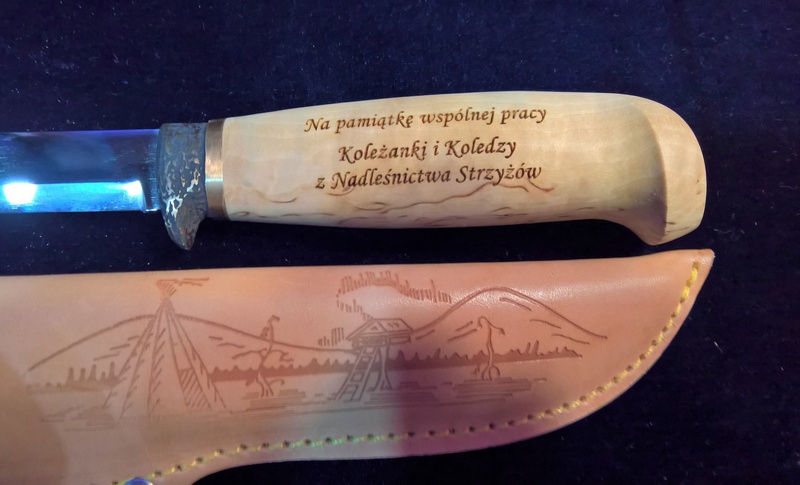 Na pamiątkę wspólnej pracy
Koleżanki i Koledzy
z Nadleśnictwa Strzyżów